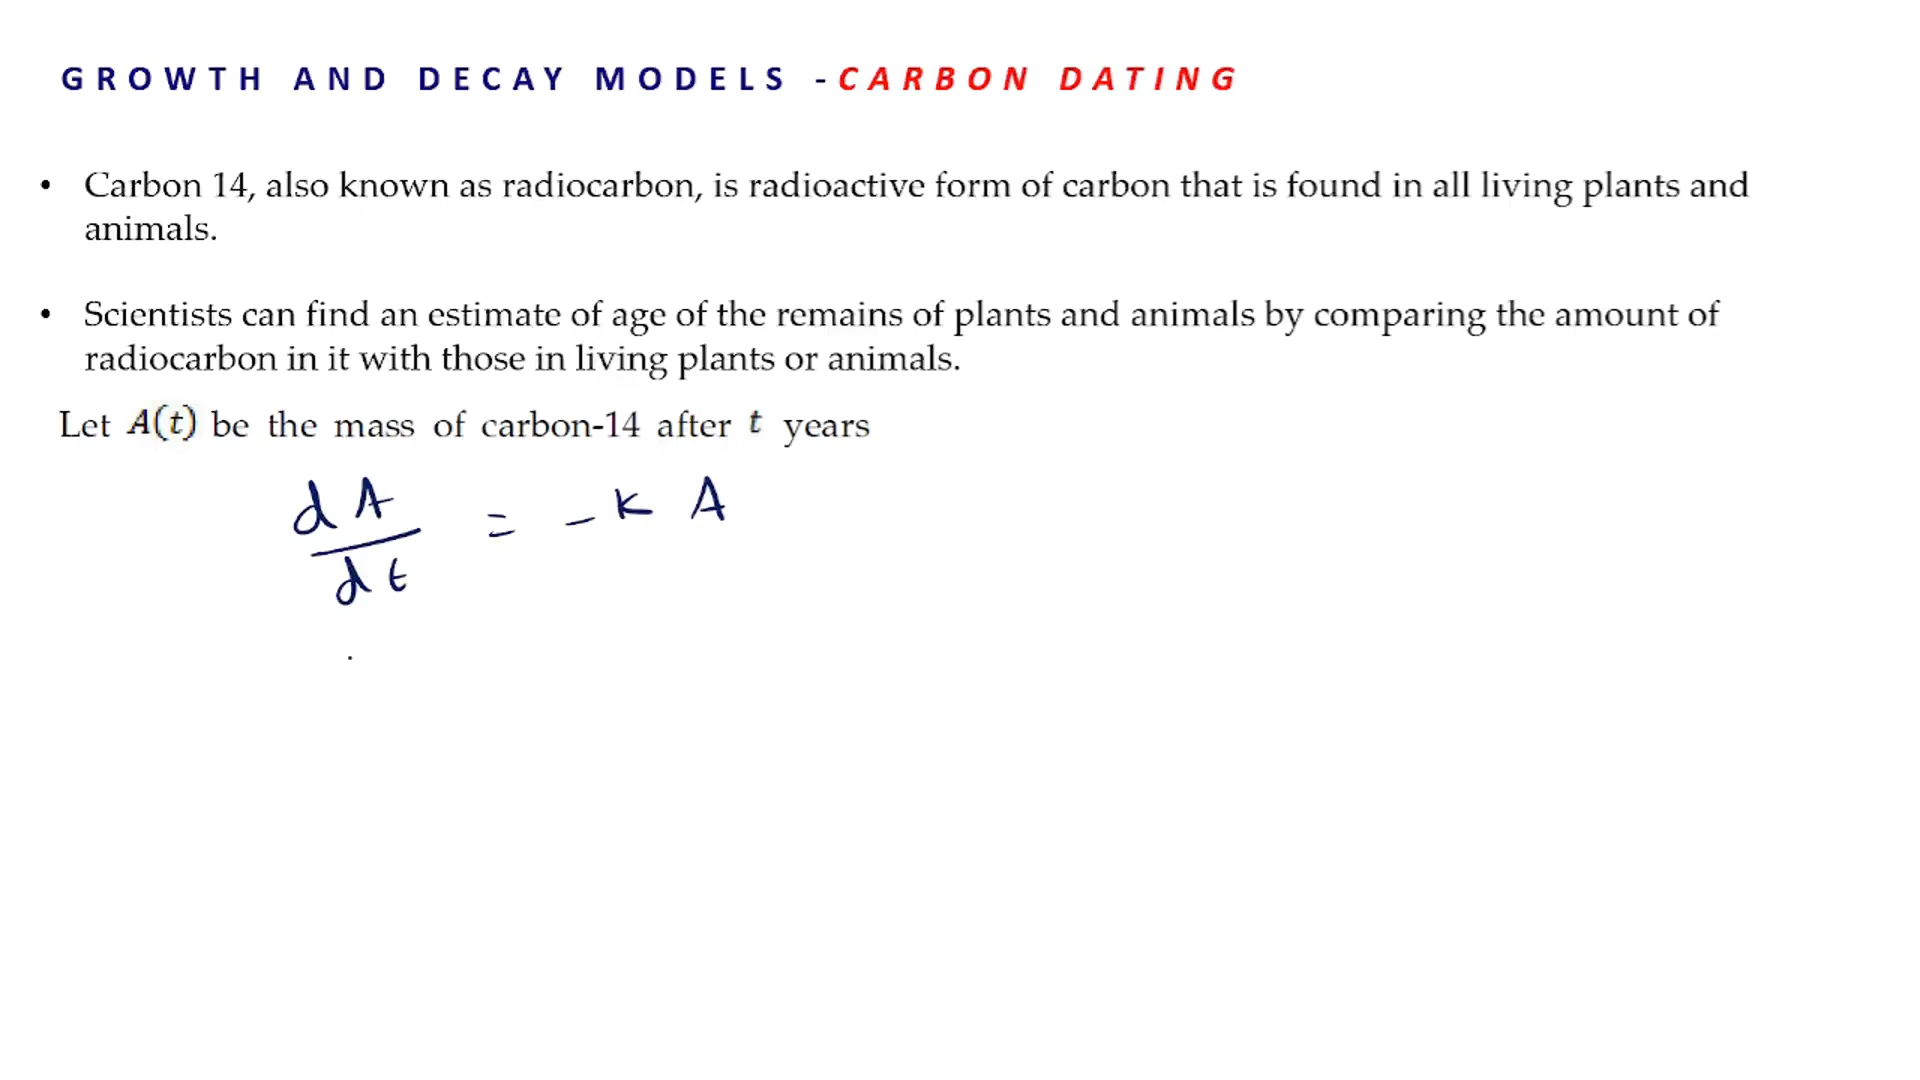 GROWTH AND DECAY MODELS - CARBON DATING
• Carbon 14, also known as radiocarbon, is radioactive form of carbon that is found in all living plants and
animals.
• Scientists can find an estimate of age of the remains of plants and animals by comparing the amount of
radiocarbon in it with those in living plants or animals.
Let A(t) be the mass of carbon-14 after t years
dA/dt = -K A